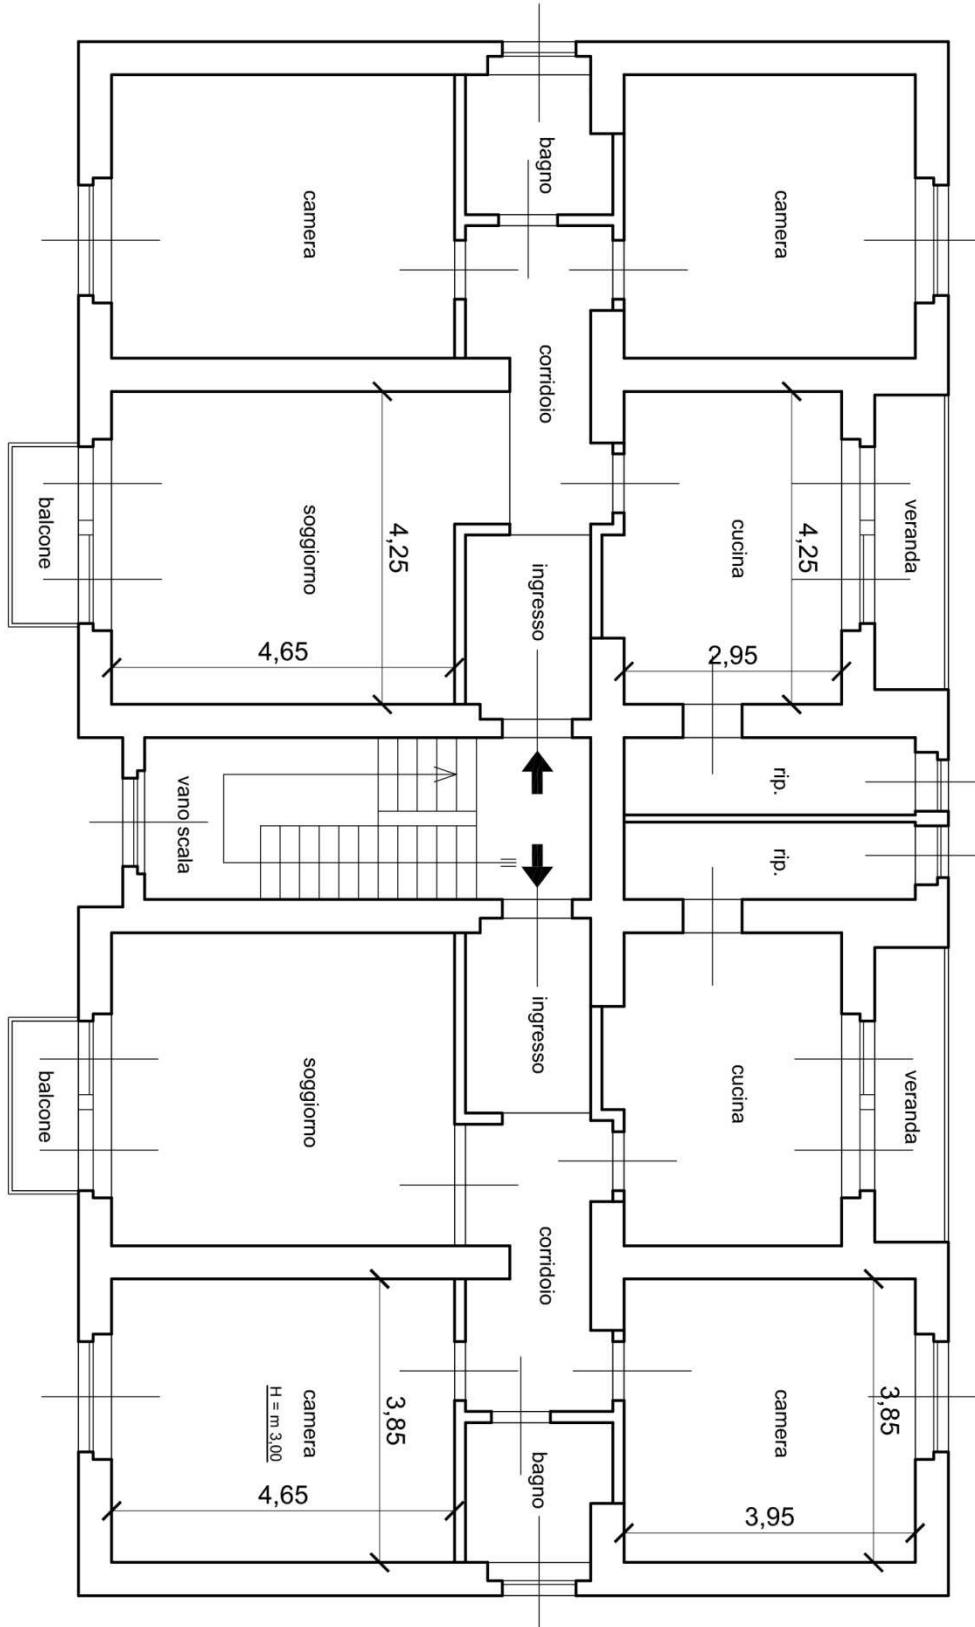 bagno
camera
camera
corridoio
balcone
soggiorno
4,25
ingresso
cucina
4,25
veranda
4,65
2,95
vano scala
rip.
rip.
balcone
soggiorno
ingresso
cucina
veranda
corridoio
camera
H = m 3,00
3,85
camera
3,85
4,65
bagno
3,95